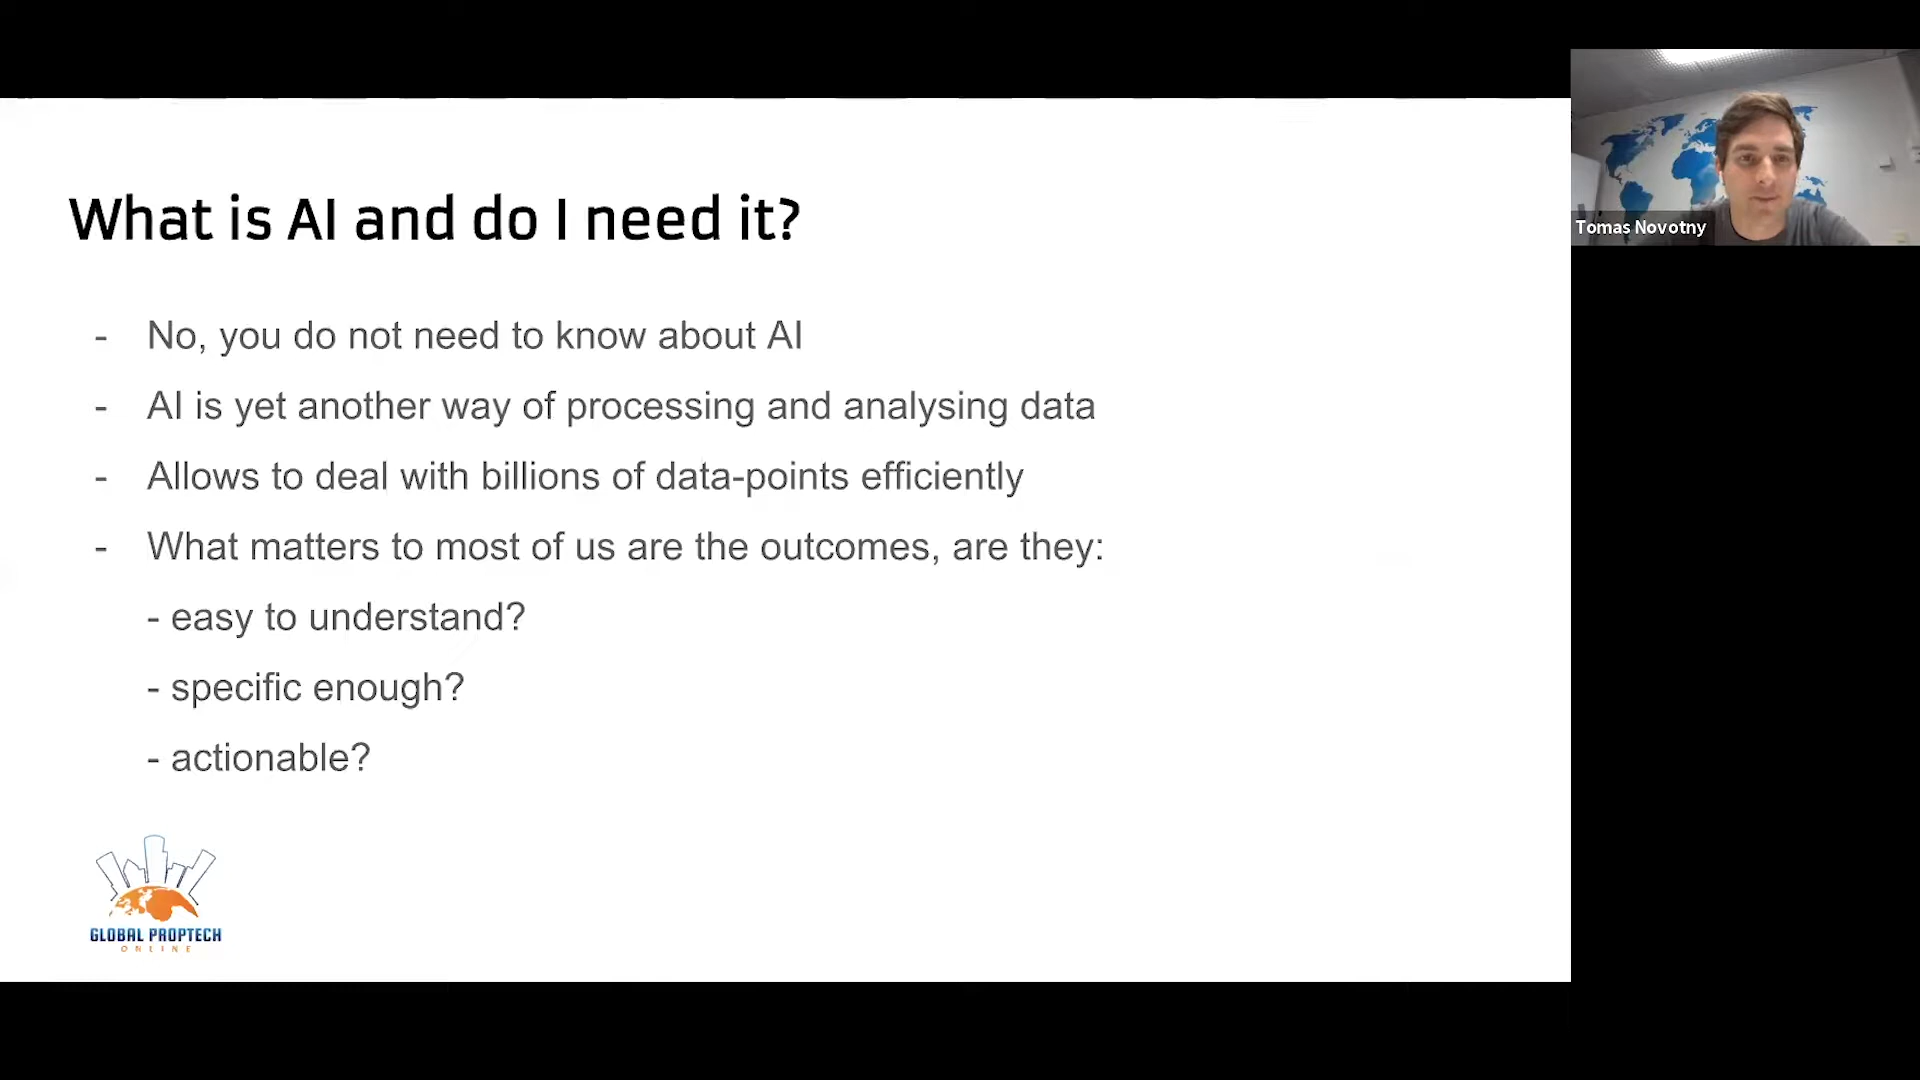 What is AI and do I need it?
- No, you do not need to know about AI
- AI is yet another way of processing and analysing data
- Allows to deal with billions of data-points efficiently
- What matters to most of us are the outcomes, are they:
- easy to understand?
- specific enough?
- actionable?
GLOBAL PROPTECH
ONLINE
Tomas Novotny